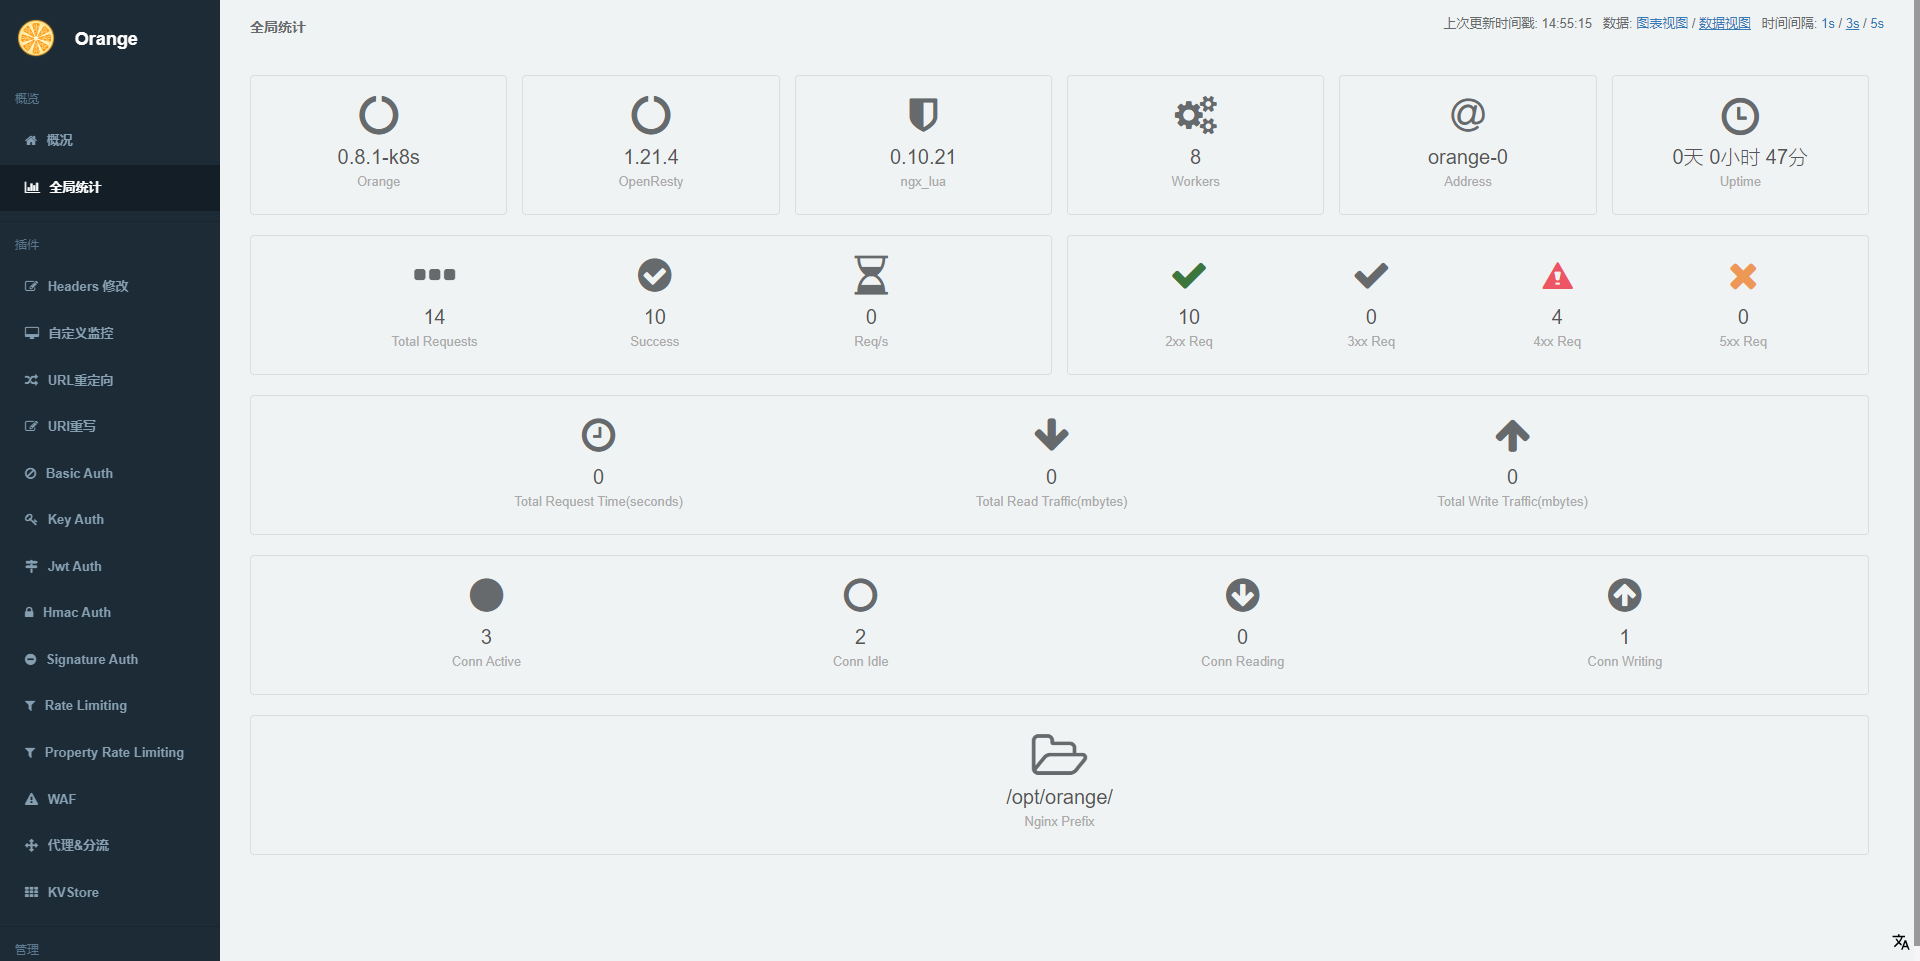 Orange
概览
概况
全局统计
插件
Headers 修改
自定义监控
URL重定向
URI重写
Basic Auth
Key Auth
Jwt Auth
Hmac Auth
Signature Auth
Rate Limiting
Property Rate Limiting
WAF
代理&分流
KVStore
管理
全局统计
上次更新时间戳: 14:55:15 数据: 图表视图 / 数据视图 时间间隔: 1s / 3s / 5s
0.8.1-k8s
Orange
1.21.4
OpenResty
0.10.21
ngx_lua
8
Workers
orange-0
Address
0天 0小时 47分
Uptime
14
Total Requests
10
Success
0
Req/s
10
2xx Req
0
3xx Req
4
4xx Req
0
5xx Req
0
Total Request Time(seconds)
0
Total Read Traffic(mbytes)
0
Total Write Traffic(mbytes)
3
Conn Active
2
Conn Idle
0
Conn Reading
1
Conn Writing
/opt/orange/
Nginx Prefix